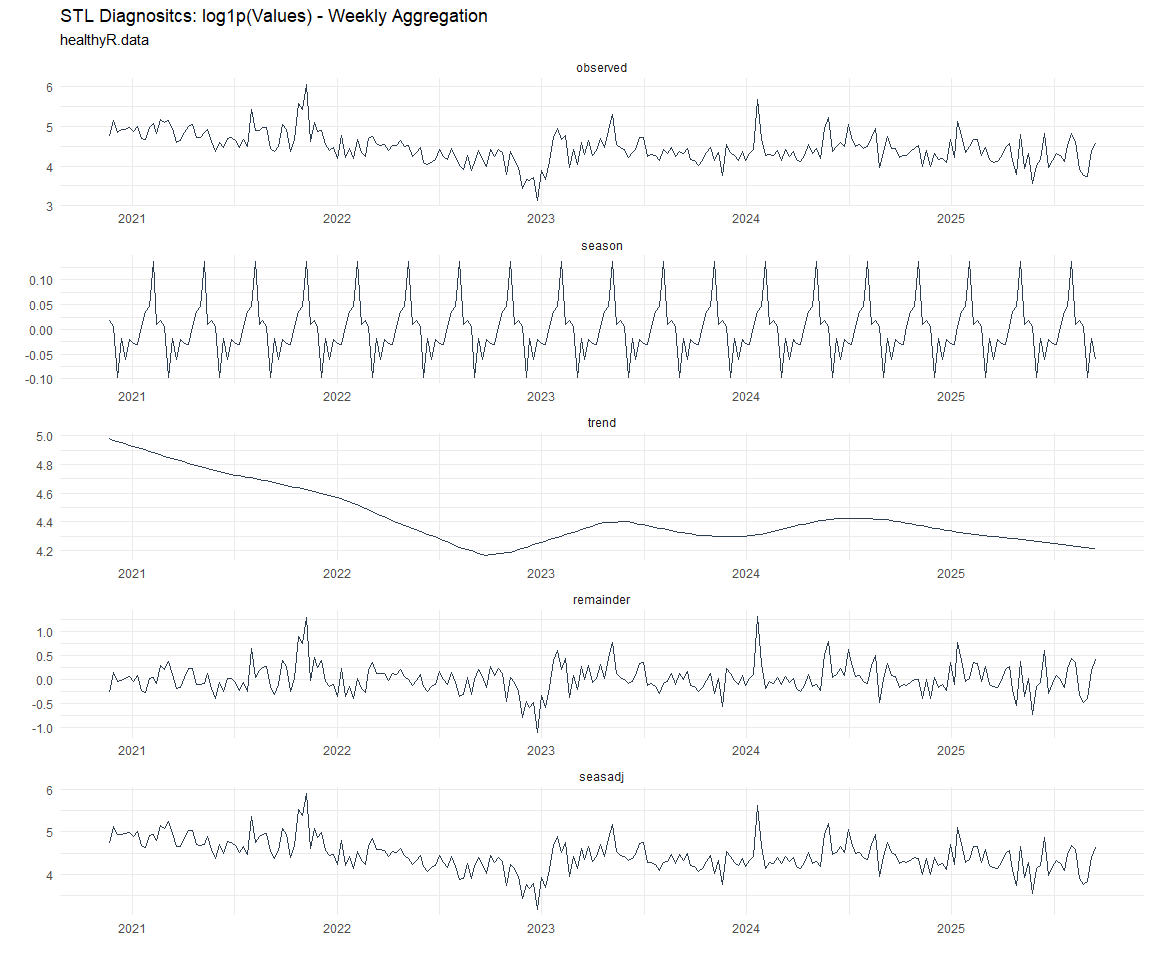 STL Diagnositcs: log1p(Values) - Weekly Aggregation
healthyR.data
observed
6
5
4
3
2021 2022 2023 2024 2025
season
0.10
0.05
0.00
-0.05
-0.10
2021 2022 2023 2024 2025
trend
5.0
4.8
4.6
4.4
4.2
2021 2022 2023 2024 2025
remainder
1.0
0.5
0.0
-0.5
-1.0
2021 2022 2023 2024 2025
seasadj
6
5
4
2021 2022 2023 2024 2025